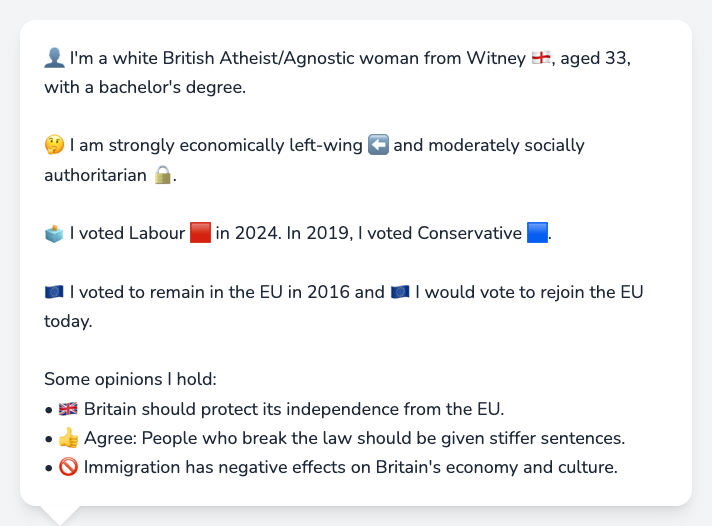 👤 I'm a white British Atheist/Agnostic woman from Witney 🏴󠁧󠁢󠁥󠁮󠁧󠁿, aged 33,
with a bachelor's degree.
🤔 I am strongly economically left-wing ⬅️ and moderately socially
authoritarian 🔒.
🗳️ I voted Labour 🟥 in 2024. In 2019, I voted Conservative 🟦.
🇪🇺 I voted to remain in the EU in 2016 and 🇪🇺 I would vote to rejoin the EU
today.
Some opinions I hold:
• 🇬🇧 Britain should protect its independence from the EU.
• 👍 Agree: People who break the law should be given stiffer sentences.
• 🚫 Immigration has negative effects on Britain's economy and culture.